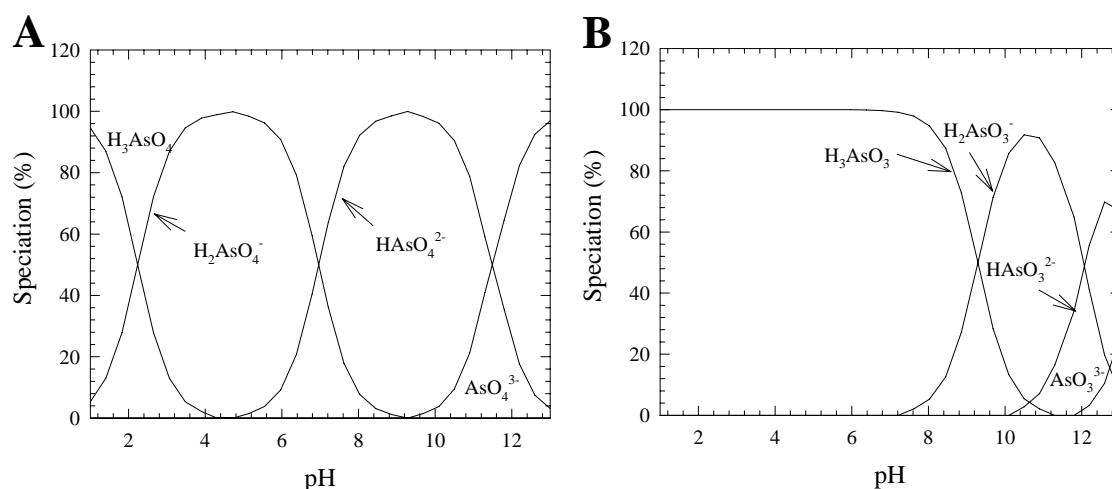 A
120
100
80
60
40
20
0
Speciation (%)
H₃AsO₄
H₂AsO₄⁻
HAsO₄²⁻
AsO₄³⁻
2 4 6 8 10 12
pH
B
120
100
80
60
40
20
0
Speciation (%)
H₂AsO₃⁻
H₃AsO₃
HAsO₃²⁻
AsO₃³⁻
2 4 6 8 10 12
pH